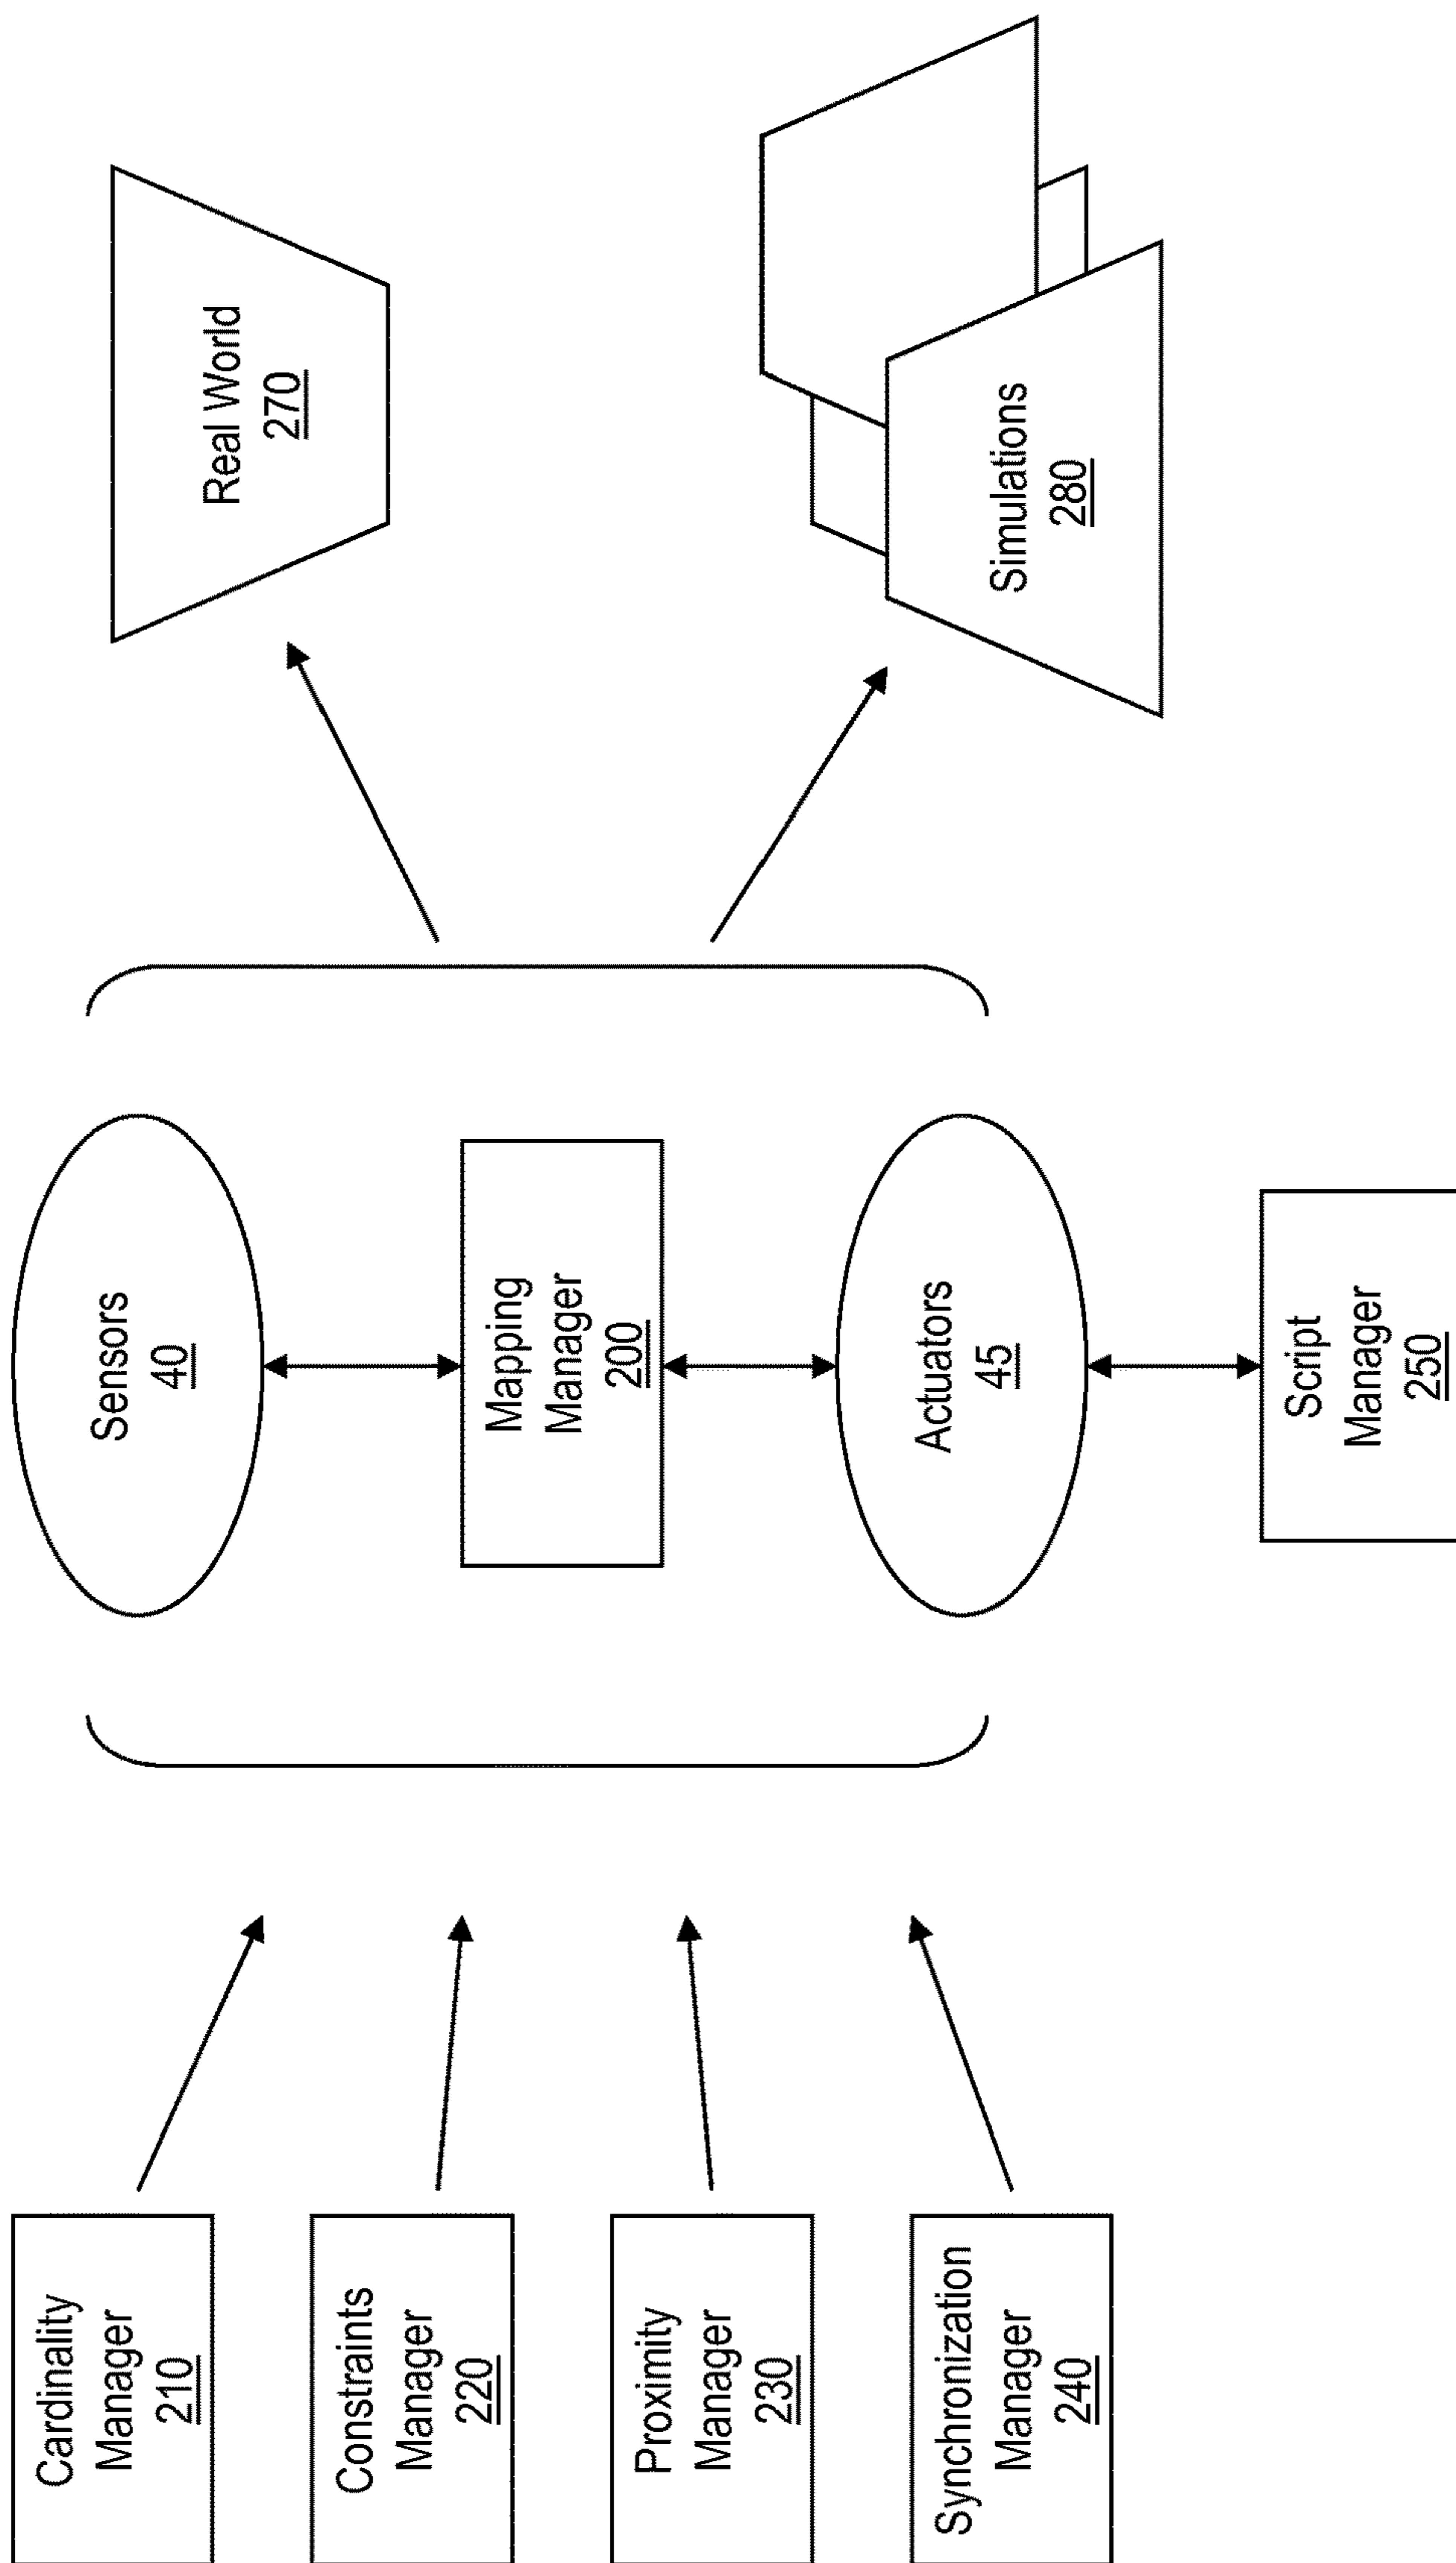 Cardinality
Manager
210
Constraints
Manager
220
Proximity
Manager
230
Synchronization
Manager
240
Sensors
40
Mapping
Manager
200
Actuators
45
Script
Manager
250
Real World
270
Simulations
280